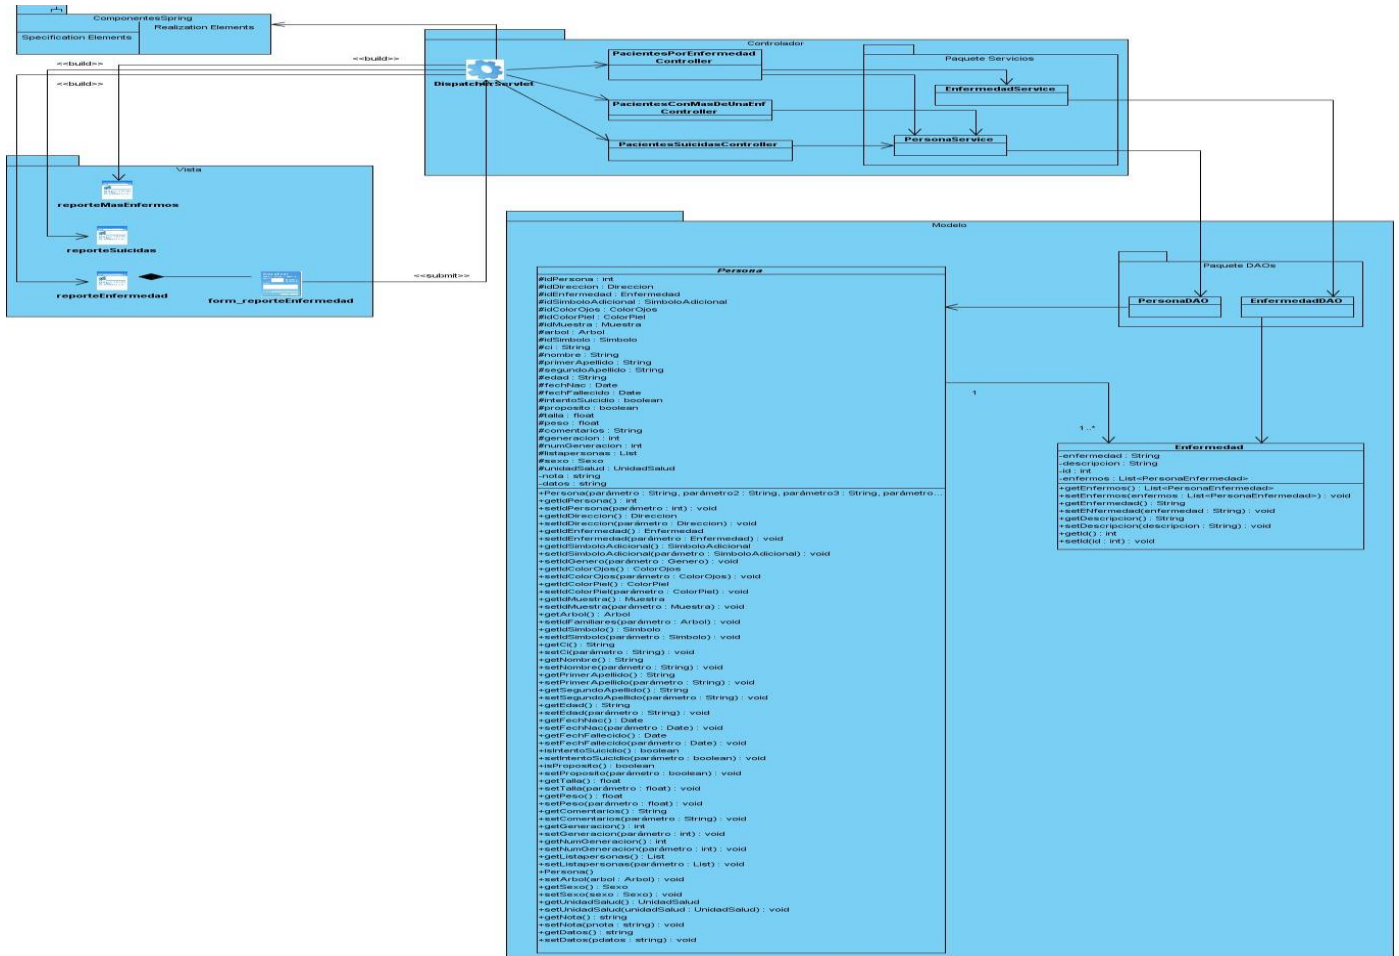 ComponentesSpring
Specification Elements
Realization Elements
<<build>>
<<build>>
<<build>>
DispatcherServlet
Controlador
PacientesPorEnfermedad
Controller
PacientesConMasDeUnaEnf
Controller
PacientesSuicidasController
Paquete Servicios
EnfermedadService
PersonaService
Vista
reporteMasEnfermos
reporteSuicidas
reporteEnfermedad
form_reporteEnfermedad
<<submit>>
Modelo
Paquete DAOs
PersonaDAO
EnfermedadDAO
Persona
#idPersona : int
#idDireccion : Direccion
#idEnfermedad : Enfermedad
#idSimboloAdicional : SimboloAdicional
#idColorOjos : ColorOjos
#idColorPiel : ColorPiel
#idMuestra : Muestra
#arbol : Arbol
#idSimbolo : Simbolo
#ci : String
#nombre : String
#primerApellido : String
#segundoApellido : String
#edad : String
#fechNac : Date
#fechFallecido : Date
#intentoSuicidio : boolean
#proposito : boolean
#talla : float
#peso : float
#comentarios : String
#generacion : int
#numGeneracion : int
#listapersonas : List
#sexo : Sexo
#unidadSalud : UnidadSalud
-nota : string
-datos : string
+Persona(parámetro : String, parámetro2 : String, parámetro3 : String, parámetro...
+getIdPersona() : int
+setIdPersona(parámetro : int) : void
+getIdDireccion() : Direccion
+setIdDireccion(parámetro : Direccion) : void
+getIdEnfermedad() : Enfermedad
+setIdEnfermedad(parámetro : Enfermedad) : void
+getIdSimboloAdicional() : SimboloAdicional
+setIdSimboloAdicional(parámetro : SimboloAdicional) : void
+setIdGenero(parámetro : Genero) : void
+getIdColorOjos() : ColorOjos
+setIdColorOjos(parámetro : ColorOjos) : void
+getIdColorPiel() : ColorPiel
+setIdColorPiel(parámetro : ColorPiel) : void
+getIdMuestra() : Muestra
+setIdMuestra(parámetro : Muestra) : void
+getArbol() : Arbol
+setIdFamiliares(parámetro : Arbol) : void
+getIdSimbolo() : Simbolo
+setIdSimbolo(parámetro : Simbolo) : void
+getCi() : String
+setCi(parámetro : String) : void
+getNombre() : String
+setNombre(parámetro : String) : void
+getPrimerApellido() : String
+setPrimerApellido(parámetro : String) : void
+getSegundoApellido() : String
+setSegundoApellido(parámetro : String) : void
+getEdad() : String
+setEdad(parámetro : String) : void
+getFechNac() : Date
+setFechNac(parámetro : Date) : void
+getFechFallecido() : Date
+setFechFallecido(parámetro : Date) : void
+isIntentoSuicidio() : boolean
+setIntentoSuicidio(parámetro : boolean) : void
+isProposito() : boolean
+setProposito(parámetro : boolean) : void
+getTalla() : float
+setTalla(parámetro : float) : void
+getPeso() : float
+setPeso(parámetro : float) : void
+getComentarios() : String
+setComentarios(parámetro : String) : void
+getGeneracion() : int
+setGeneracion(parámetro : int) : void
+getNumGeneracion() : int
+setNumGeneracion(parámetro : int) : void
+getListapersonas() : List
+setListapersonas(parámetro : List) : void
+Persona()
+setArbol(arbol : Arbol) : void
+getSexo() : Sexo
+setSexo(sexo : Sexo) : void
+getUnidadSalud() : UnidadSalud
+setUnidadSalud(unidadSalud : UnidadSalud) : void
+getNota() : string
+setNota(pnota : string) : void
+getDatos() : string
+setDatos(pdatos : string) : void
1
1..*
Enfermedad
-enfermedad : String
-descripcion : String
-id : int
-enfermos : List<PersonaEnfermedad>
+getEnfermos() : List<PersonaEnfermedad>
+setEnfermos(enfermos : List<PersonaEnfermedad>) : void
+getEnfermedad() : String
+setENfermedad(enfermedad : String) : void
+getDescripcion() : String
+setDescripcion(descripcion : String) : void
+getId() : int
+setId(id : int) : void